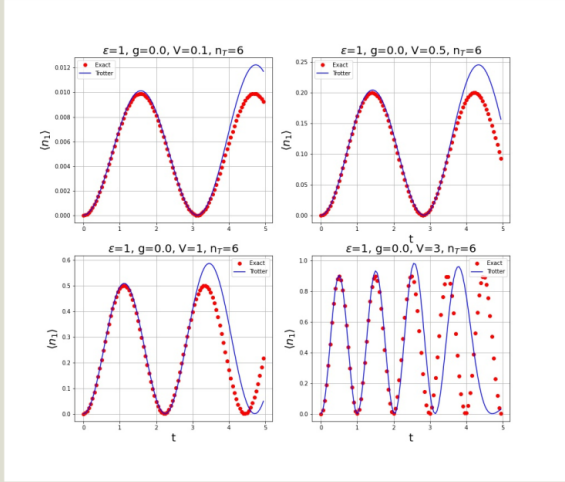 ε=1, g=0.0, V=0.1, n_T=6
Exact
Trotter
0.012
0.010
0.008
0.006
0.004
0.002
0.000
⟨n₁⟩
0 1 2 3 4 5
ε=1, g=0.0, V=0.5, n_T=6
Exact
Trotter
0.25
0.20
0.15
0.10
0.05
0.00
⟨n₁⟩
0 1 2 3 4 5
t
ε=1, g=0.0, V=1, n_T=6
Exact
Trotter
0.6
0.5
0.4
0.3
0.2
0.1
0.0
⟨n₁⟩
0 1 2 3 4 5
t
ε=1, g=0.0, V=3, n_T=6
Exact
Trotter
1.0
0.8
0.6
0.4
0.2
0.0
⟨n₁⟩
0 1 2 3 4 5
t